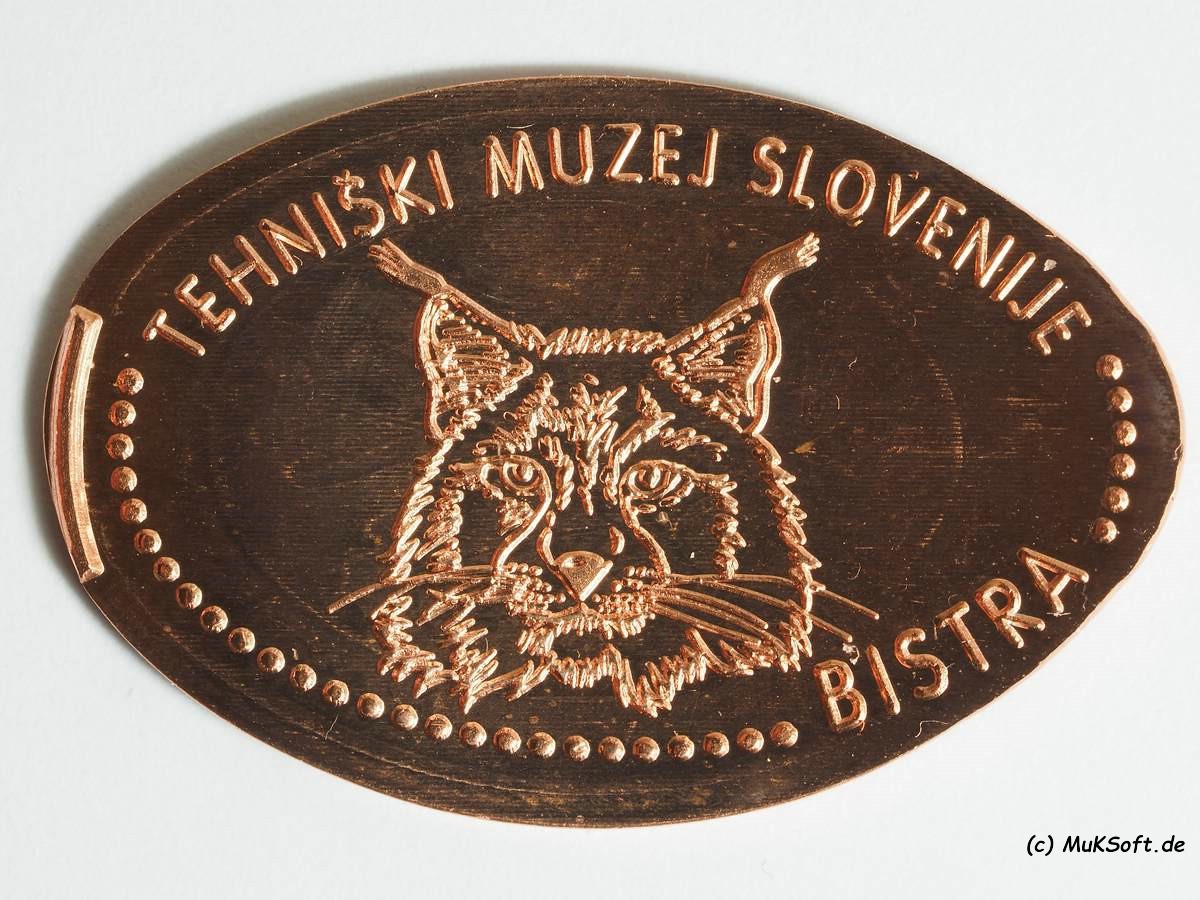 TEHNIŠKI MUZEJ SLOVENIJE
BISTRA
(c) MuKSoft.de